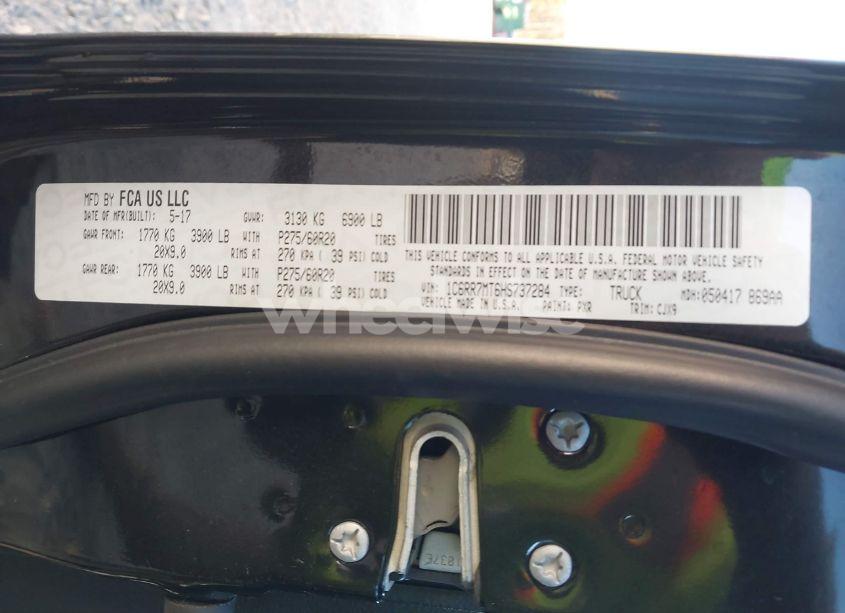 MFD BY FCA US LLC
DATE OF MFR(BUILT): 5-17 GVWR: 3130 KG 6900 LB
GAWR FRONT: 1770 KG 3900 LB WITH P275/60R20 TIRES
20X9.0 RIMS AT 270 KPA ( 39 PSI) COLD
GAWR REAR: 1770 KG 3900 LB WITH P275/60R20 TIRES
20X9.0 RIMS AT 270 KPA ( 39 PSI) COLD
THIS VEHICLE CONFORMS TO ALL APPLICABLE U.S.A. FEDERAL MOTOR VEHICLE SAFETY
STANDARDS IN EFFECT ON THE DATE OF MANUFACTURE SHOWN ABOVE.
VIN: 1C6RR7MT6HS737284 TYPE: TRUCK MDH: 050417 869AA
VEHICLE MADE IN U.S.A. PAINT: PXR TRIM: CJX9
wheelwise